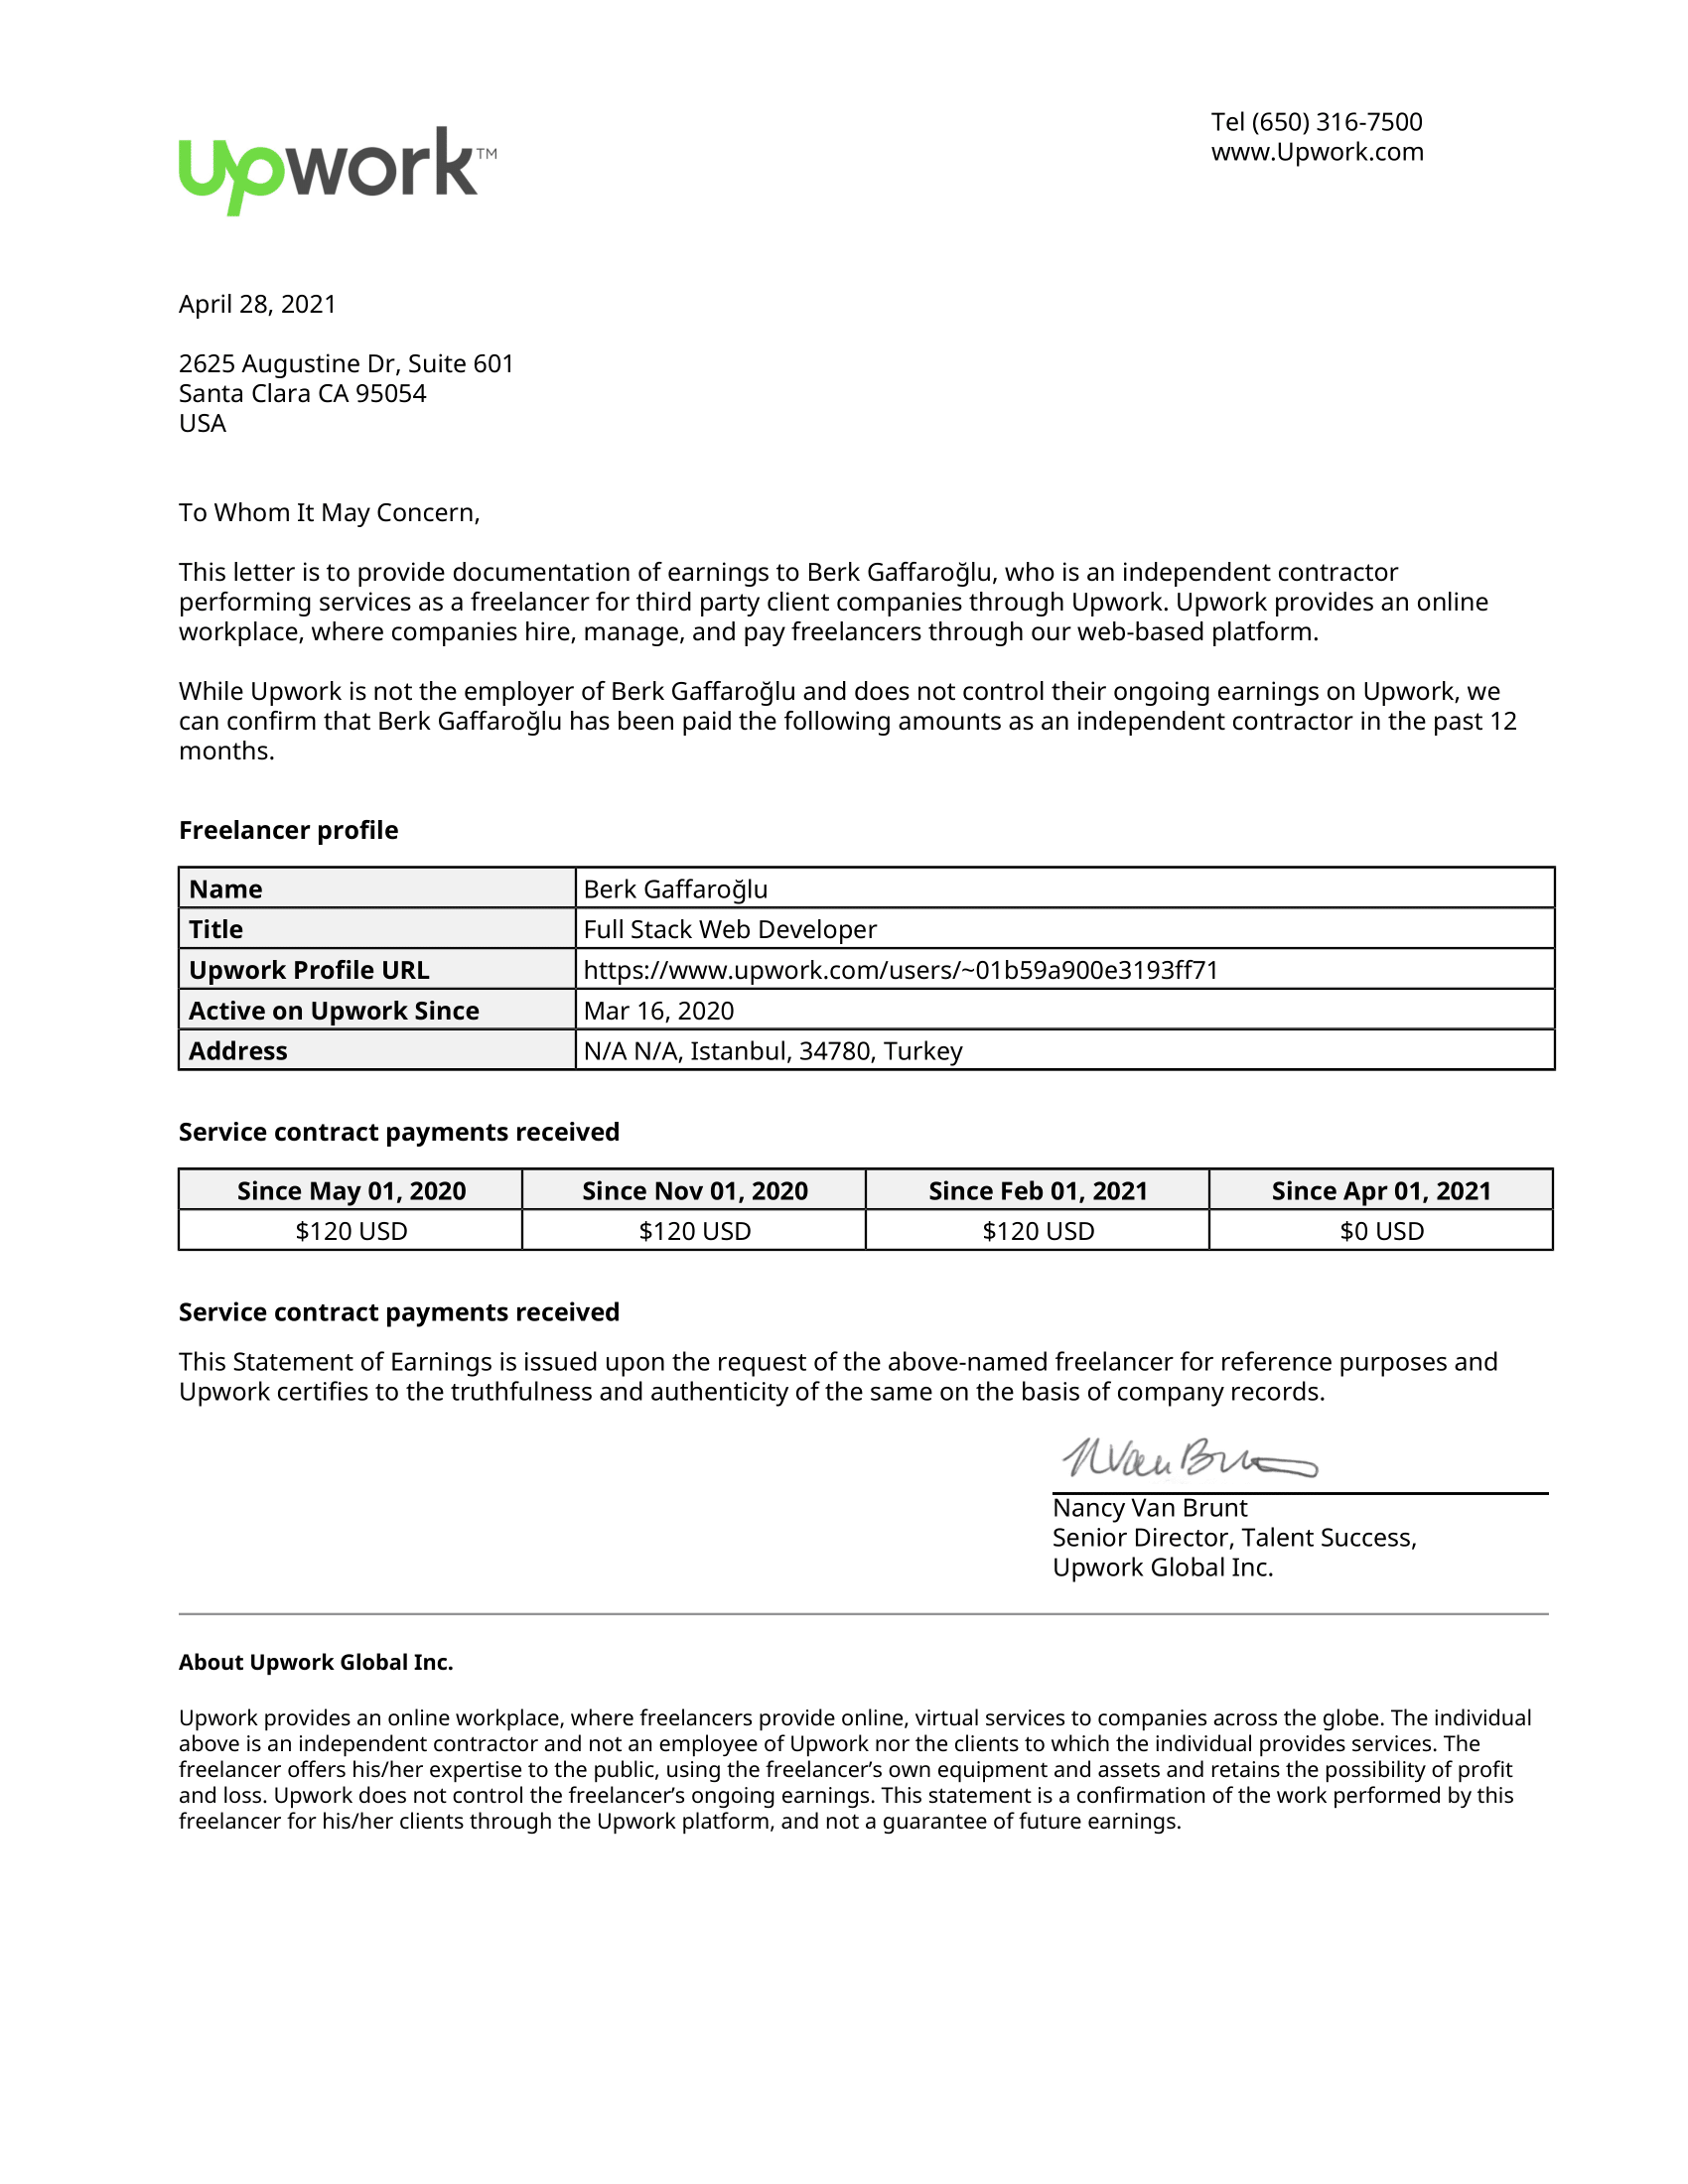 upwork™
Tel (650) 316-7500
www.Upwork.com
April 28, 2021
2625 Augustine Dr, Suite 601
Santa Clara CA 95054
USA
To Whom It May Concern,
This letter is to provide documentation of earnings to Berk Gaffaroğlu, who is an independent contractor
performing services as a freelancer for third party client companies through Upwork. Upwork provides an online
workplace, where companies hire, manage, and pay freelancers through our web-based platform.
While Upwork is not the employer of Berk Gaffaroğlu and does not control their ongoing earnings on Upwork, we
can confirm that Berk Gaffaroğlu has been paid the following amounts as an independent contractor in the past 12
months.
Freelancer profile
Name Berk Gaffaroğlu
Title Full Stack Web Developer
Upwork Profile URL https://www.upwork.com/users/~01b59a900e3193ff71
Active on Upwork Since Mar 16, 2020
Address N/A N/A, Istanbul, 34780, Turkey
Service contract payments received
Since May 01, 2020 Since Nov 01, 2020 Since Feb 01, 2021 Since Apr 01, 2021
$120 USD $120 USD $120 USD $0 USD
Service contract payments received
This Statement of Earnings is issued upon the request of the above-named freelancer for reference purposes and
Upwork certifies to the truthfulness and authenticity of the same on the basis of company records.
N Van Brunt
Nancy Van Brunt
Senior Director, Talent Success,
Upwork Global Inc.
About Upwork Global Inc.
Upwork provides an online workplace, where freelancers provide online, virtual services to companies across the globe. The individual
above is an independent contractor and not an employee of Upwork nor the clients to which the individual provides services. The
freelancer offers his/her expertise to the public, using the freelancer’s own equipment and assets and retains the possibility of profit
and loss. Upwork does not control the freelancer’s ongoing earnings. This statement is a confirmation of the work performed by this
freelancer for his/her clients through the Upwork platform, and not a guarantee of future earnings.